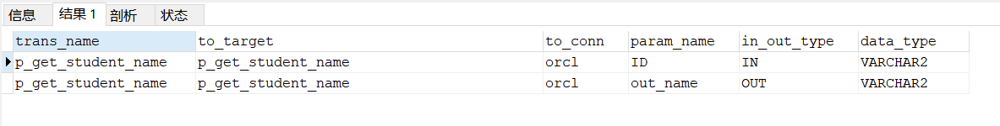 信息 结果 1 剖析 状态
trans_name to_target to_conn param_name in_out_type data_type
p_get_student_name p_get_student_name orcl ID IN VARCHAR2
p_get_student_name p_get_student_name orcl out_name OUT VARCHAR2